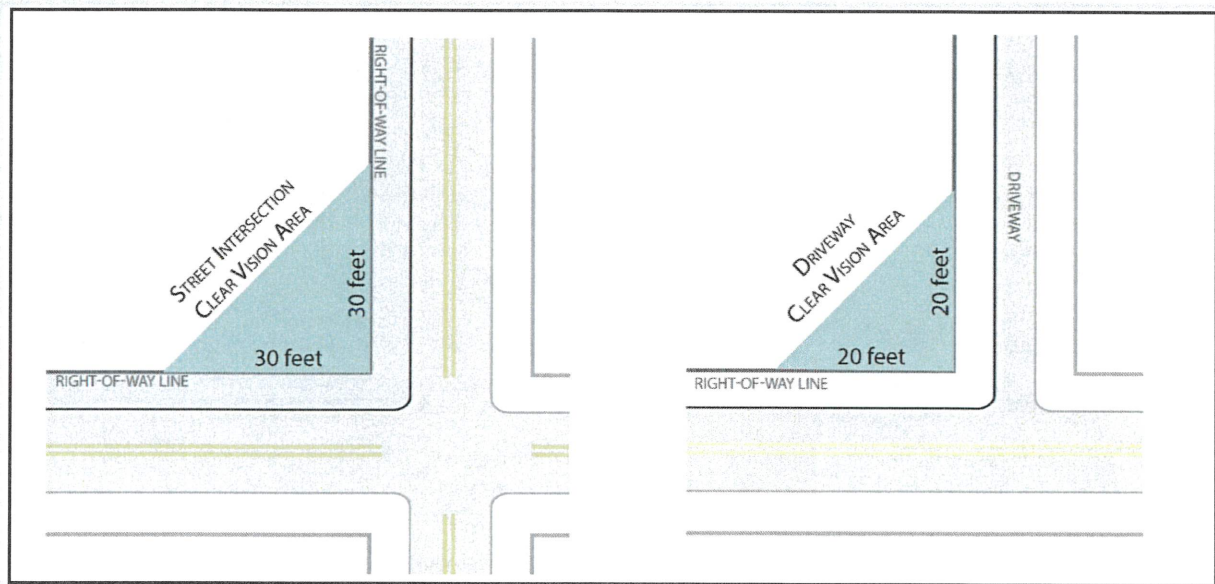 RIGHT-OF-WAY LINE
STREET INTERSECTION
CLEAR VISION AREA
30 feet
30 feet
RIGHT-OF-WAY LINE
DRIVEWAY
DRIVEWAY
CLEAR VISION AREA
20 feet
20 feet
RIGHT-OF-WAY LINE